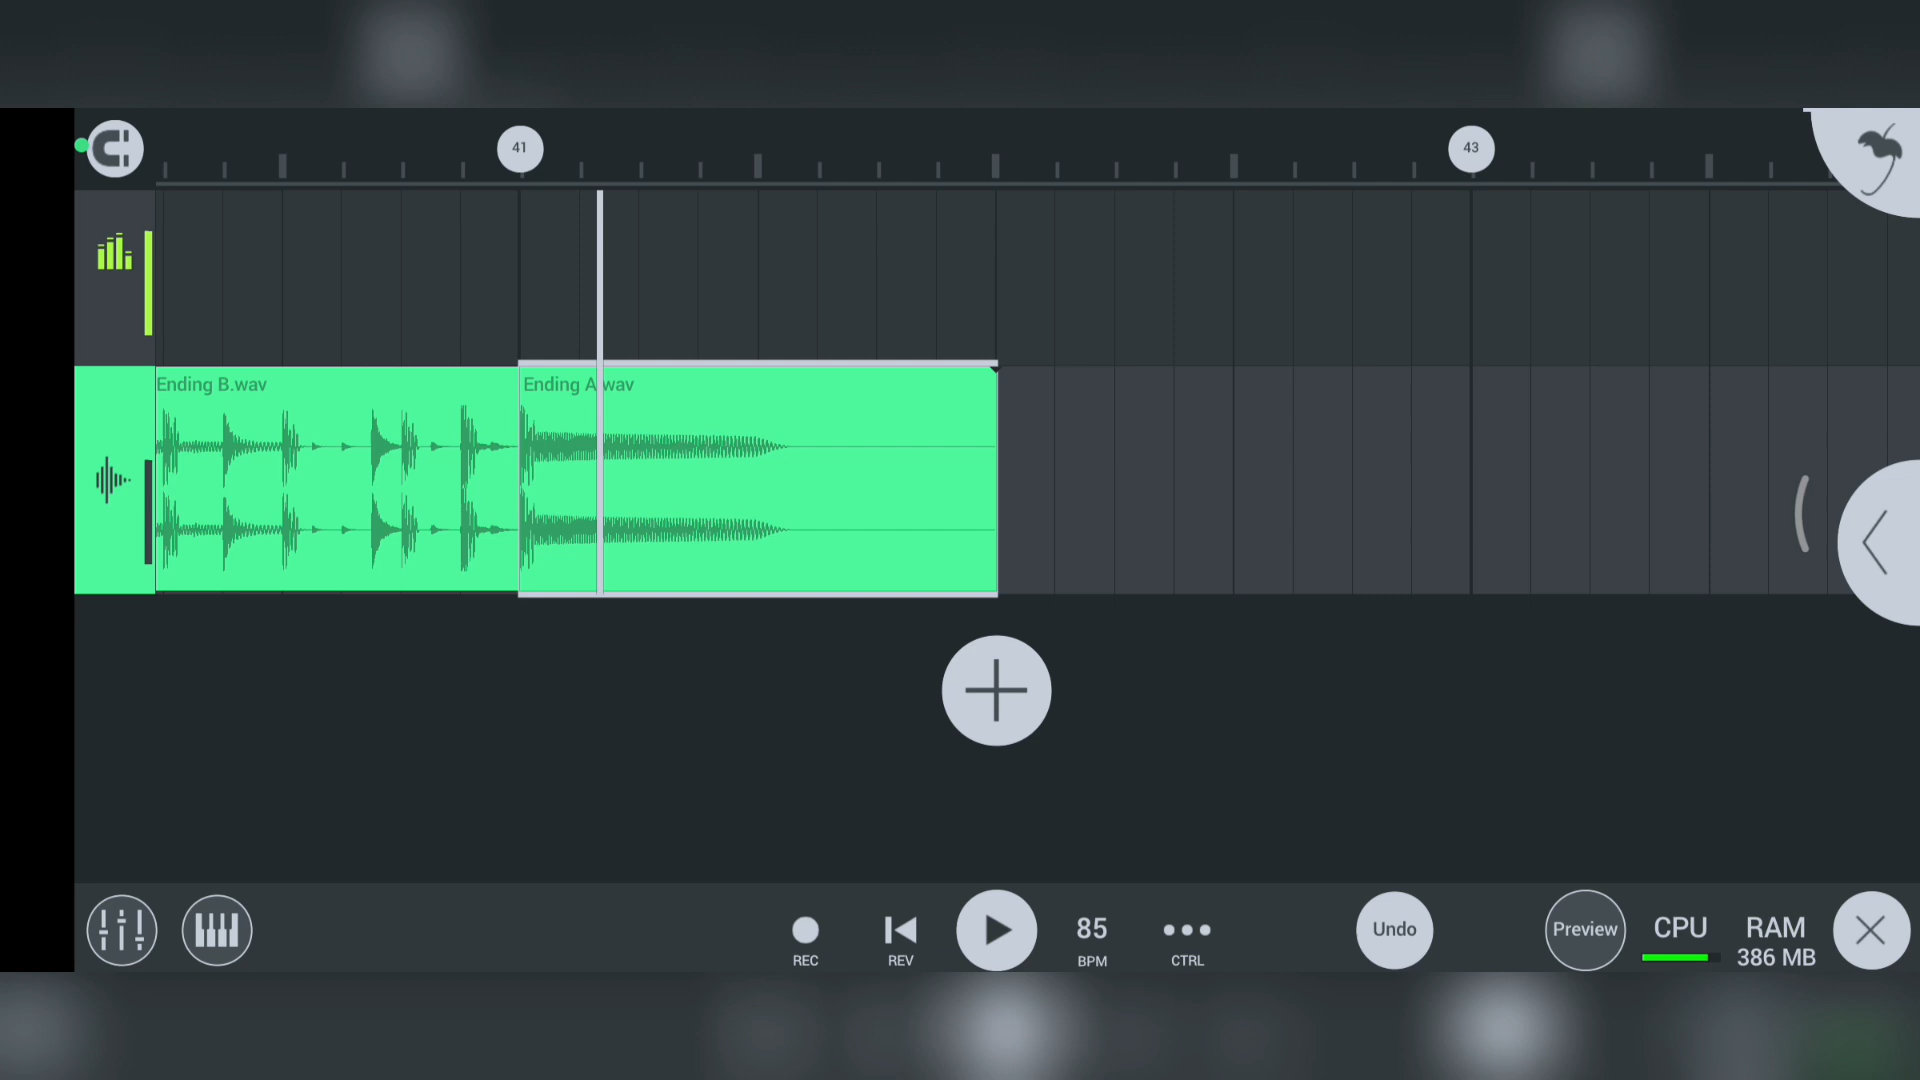 41
43
Ending B.wav
Ending A.wav
85
Undo
Preview
CPU
RAM
REC
REV
BPM
CTRL
386 MB